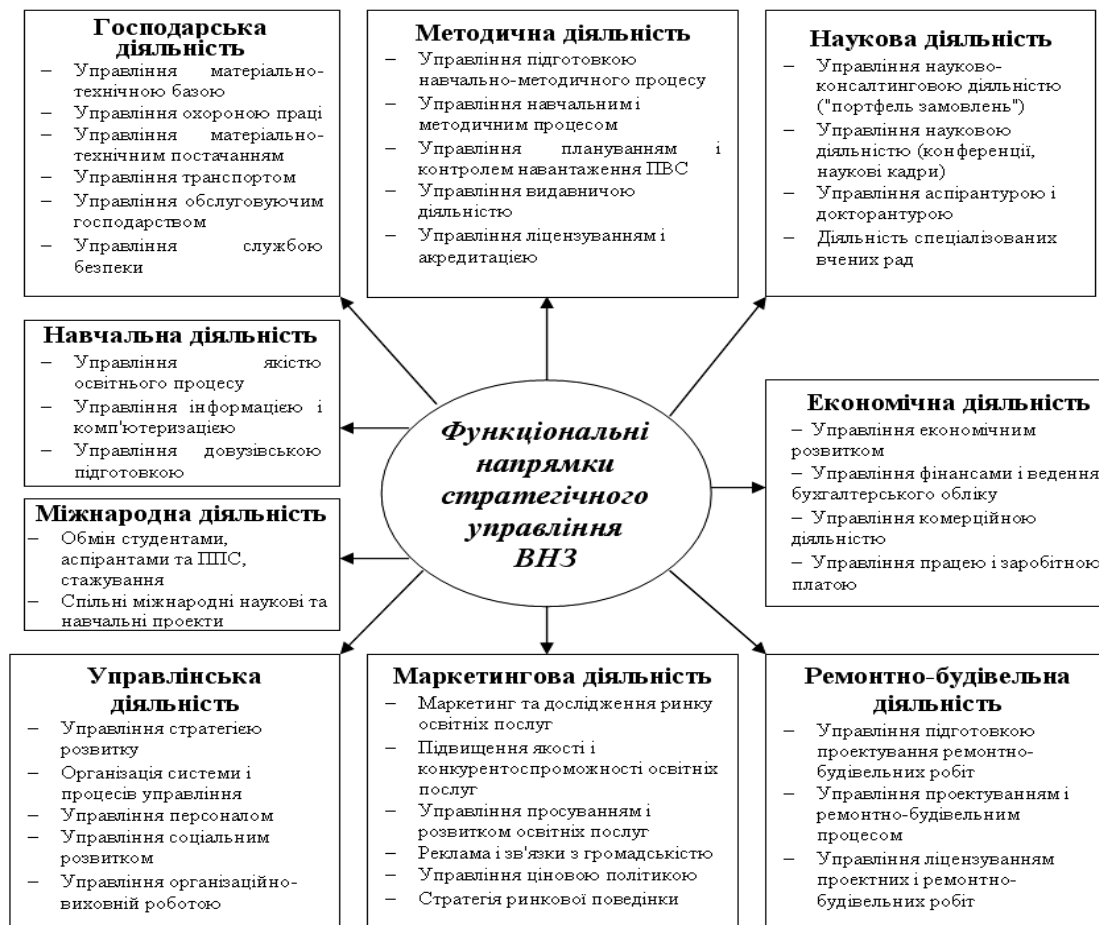 Господарська
діяльність
– Управління матеріально-
технічною базою
– Управління охороною праці
– Управління матеріально-
технічним постачанням
– Управління транспортом
– Управління обслуговуючим
господарством
– Управління службою
безпеки
Методична діяльність
– Управління підготовкою
навчально-методичного процесу
– Управління навчальним і
методичним процесом
– Управління плануванням і
контролем навантаження ПВС
– Управління видавничою
діяльністю
– Управління ліцензуванням і
акредитацією
Наукова діяльність
– Управління науково-
консалтинговою діяльністю
("портфель замовлень")
– Управління науковою
діяльністю (конференції,
наукові кадри)
– Управління аспірантурою і
докторантурою
– Діяльність спеціалізованих
вчених рад
Навчальна діяльність
– Управління якістю
освітнього процесу
– Управління інформацією і
комп'ютеризацією
– Управління довузівською
підготовкою
Функціональні
напрямки
стратегічного
управління
ВНЗ
Економічна діяльність
– Управління економічним
розвитком
– Управління фінансами і ведення
бухгалтерського обліку
– Управління комерційною
діяльністю
– Управління працею і заробітною
платою
Міжнародна діяльність
– Обмін студентами,
аспірантами та ППС,
стажування
– Спільні міжнародні наукові та
навчальні проекти
Управлінська
діяльність
– Управління стратегією
розвитку
– Організація системи і
процесів управління
– Управління персоналом
– Управління соціальним
розвитком
– Управління організаційно-
виховній роботою
Маркетингова діяльність
– Маркетинг та дослідження ринку
освітніх послуг
– Підвищення якості і
конкурентоспроможності освітніх
послуг
– Управління просуванням і
розвитком освітніх послуг
– Реклама і зв'язки з громадськістю
– Управління ціновою політикою
– Стратегія ринкової поведінки
Ремонтно-будівельна
діяльність
– Управління підготовкою
проектування ремонтно-
будівельних робіт
– Управління проектуванням і
ремонтно-будівельним
процесом
– Управління ліцензуванням
проектних і ремонтно-
будівельних робіт